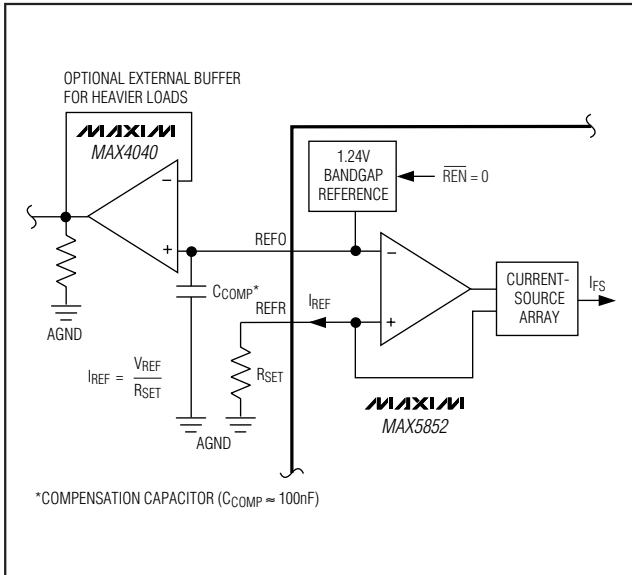 OPTIONAL EXTERNAL BUFFER
FOR HEAVIER LOADS
MAXIM
MAX4040
1.24V
BANDGAP
REFERENCE
R̅E̅N̅ = 0
−
+
REFO
−
+
CURRENT-
SOURCE
ARRAY
IFS
CCOMP*
REFR
IREF
AGND
IREF = VREF
RSET
RSET
AGND
MAXIM
MAX5852
*COMPENSATION CAPACITOR (CCOMP ≈ 100nF)